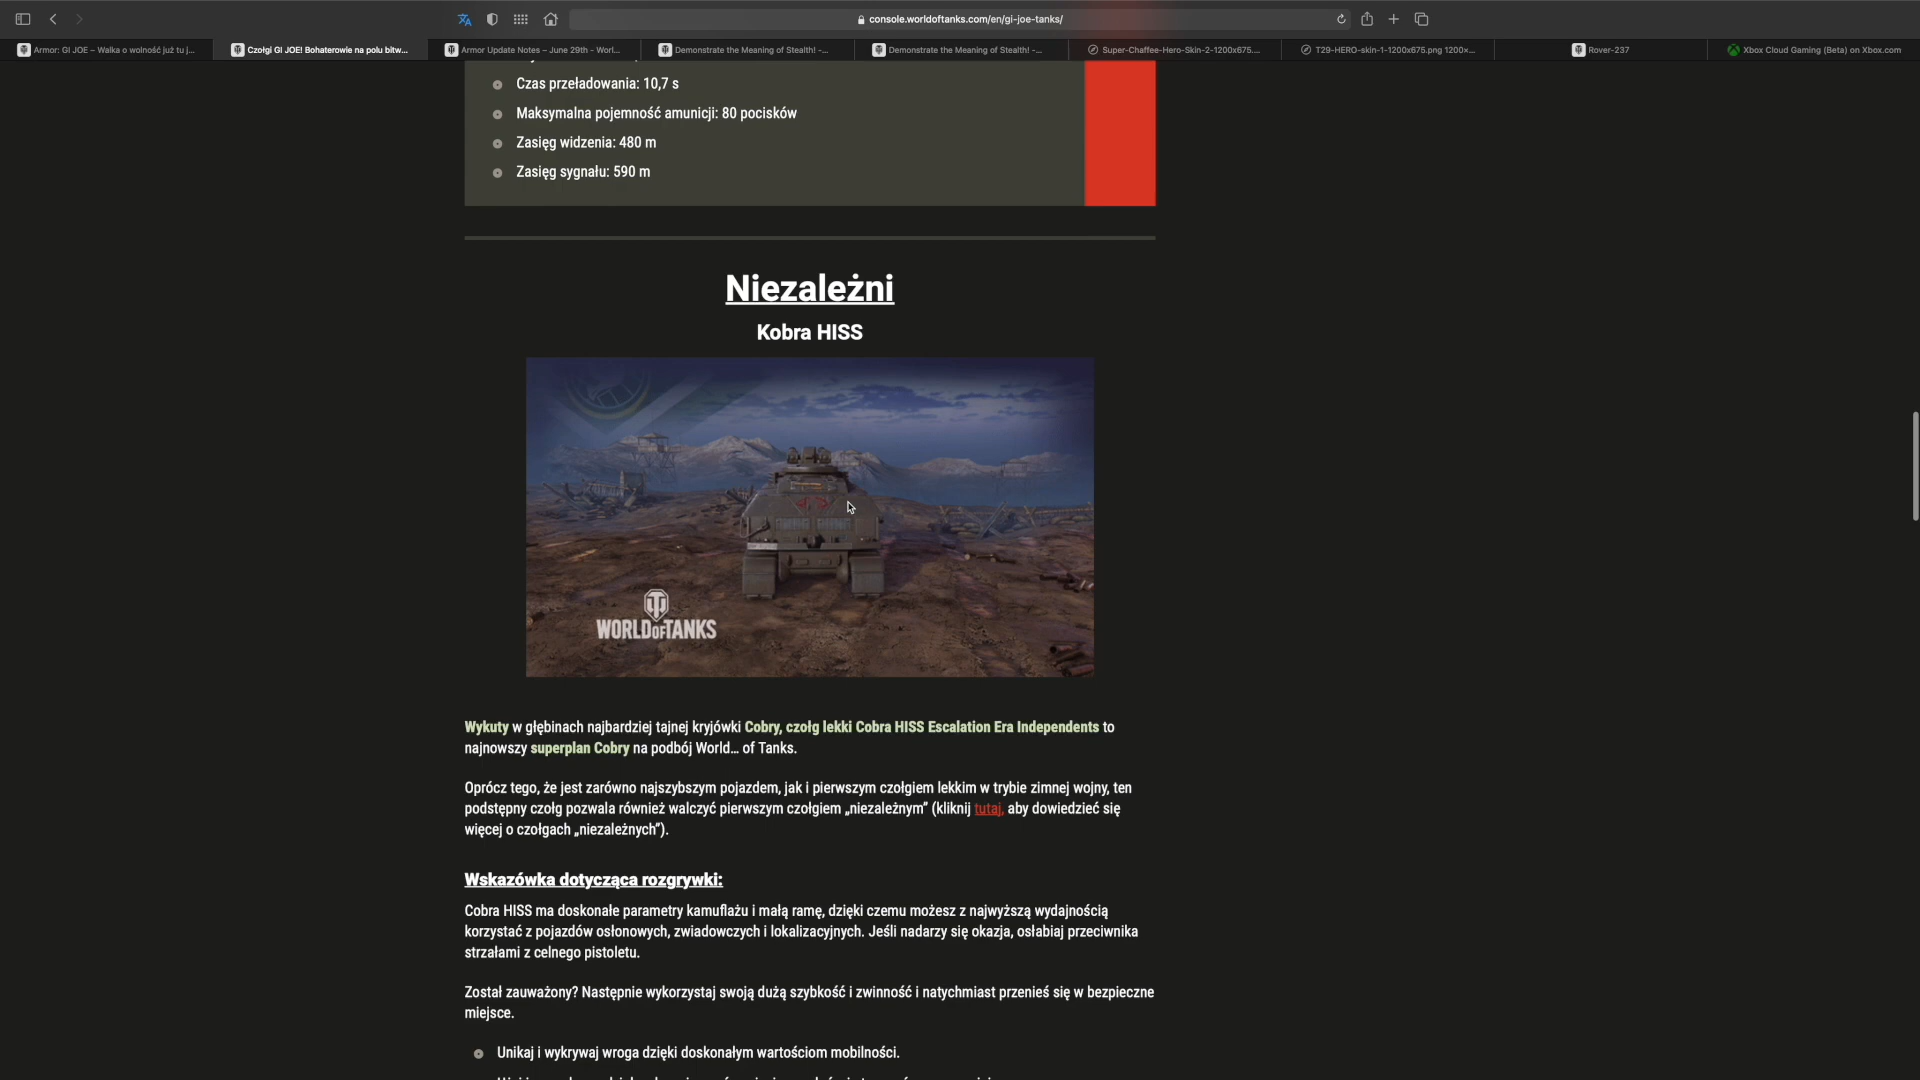 console.worldoftanks.com/en/gi-joe-tanks/
Armor: GI JOE – Walka o wolność już tu j...
Czołgi GI JOE! Bohaterowie na polu bitw...
Armor Update Notes – June 29th - Worl...
Demonstrate the Meaning of Stealth! -...
Demonstrate the Meaning of Stealth! -...
Super-Chaffee-Hero-Skin-2-1200x675....
T29-HERO-skin-1-1200x675.png 1200×...
Rover-237
Xbox Cloud Gaming (Beta) on Xbox.com
Czas przeładowania: 10,7 s
Maksymalna pojemność amunicji: 80 pocisków
Zasięg widzenia: 480 m
Zasięg sygnału: 590 m
Niezależni
Kobra HISS
WORLD OF TANKS
Wykuty w głębinach najbardziej tajnej kryjówki Cobry, czołg lekki Cobra HISS Escalation Era Independents to
najnowszy superplan Cobry na podbój World... of Tanks.
Oprócz tego, że jest zarówno najszybszym pojazdem, jak i pierwszym czołgiem lekkim w trybie zimnej wojny, ten
podstępny czołg pozwala również walczyć pierwszym czołgiem „niezależnym” (kliknij tutaj, aby dowiedzieć się
więcej o czołgach „niezależnych”).
Wskazówka dotycząca rozgrywki:
Cobra HISS ma doskonałe parametry kamuflażu i małą ramę, dzięki czemu możesz z najwyższą wydajnością
korzystać z pojazdów osłonowych, zwiadowczych i lokalizacyjnych. Jeśli nadarzy się okazja, osłabiaj przeciwnika
strzałami z celnego pistoletu.
Został zauważony? Następnie wykorzystaj swoją dużą szybkość i zwinność i natychmiast przenieś się w bezpieczne
miejsce.
Unikaj i wykrywaj wroga dzięki doskonałym wartościom mobilności.